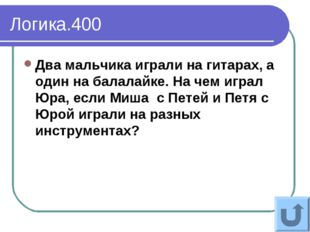 Логика.400
Два мальчика играли на гитарах, а
один на балалайке. На чем играл
Юра, если Миша с Петей и Петя с
Юрой играли на разных
инструментах?